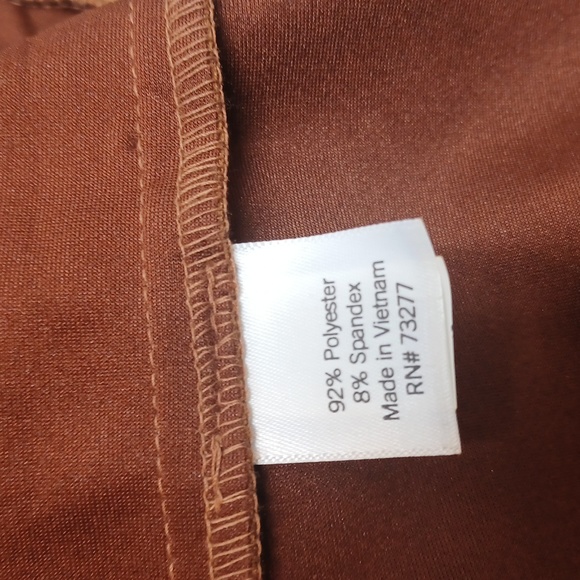 92% Polyester
8% Spandex
Made in Vietnam
RN# 73277